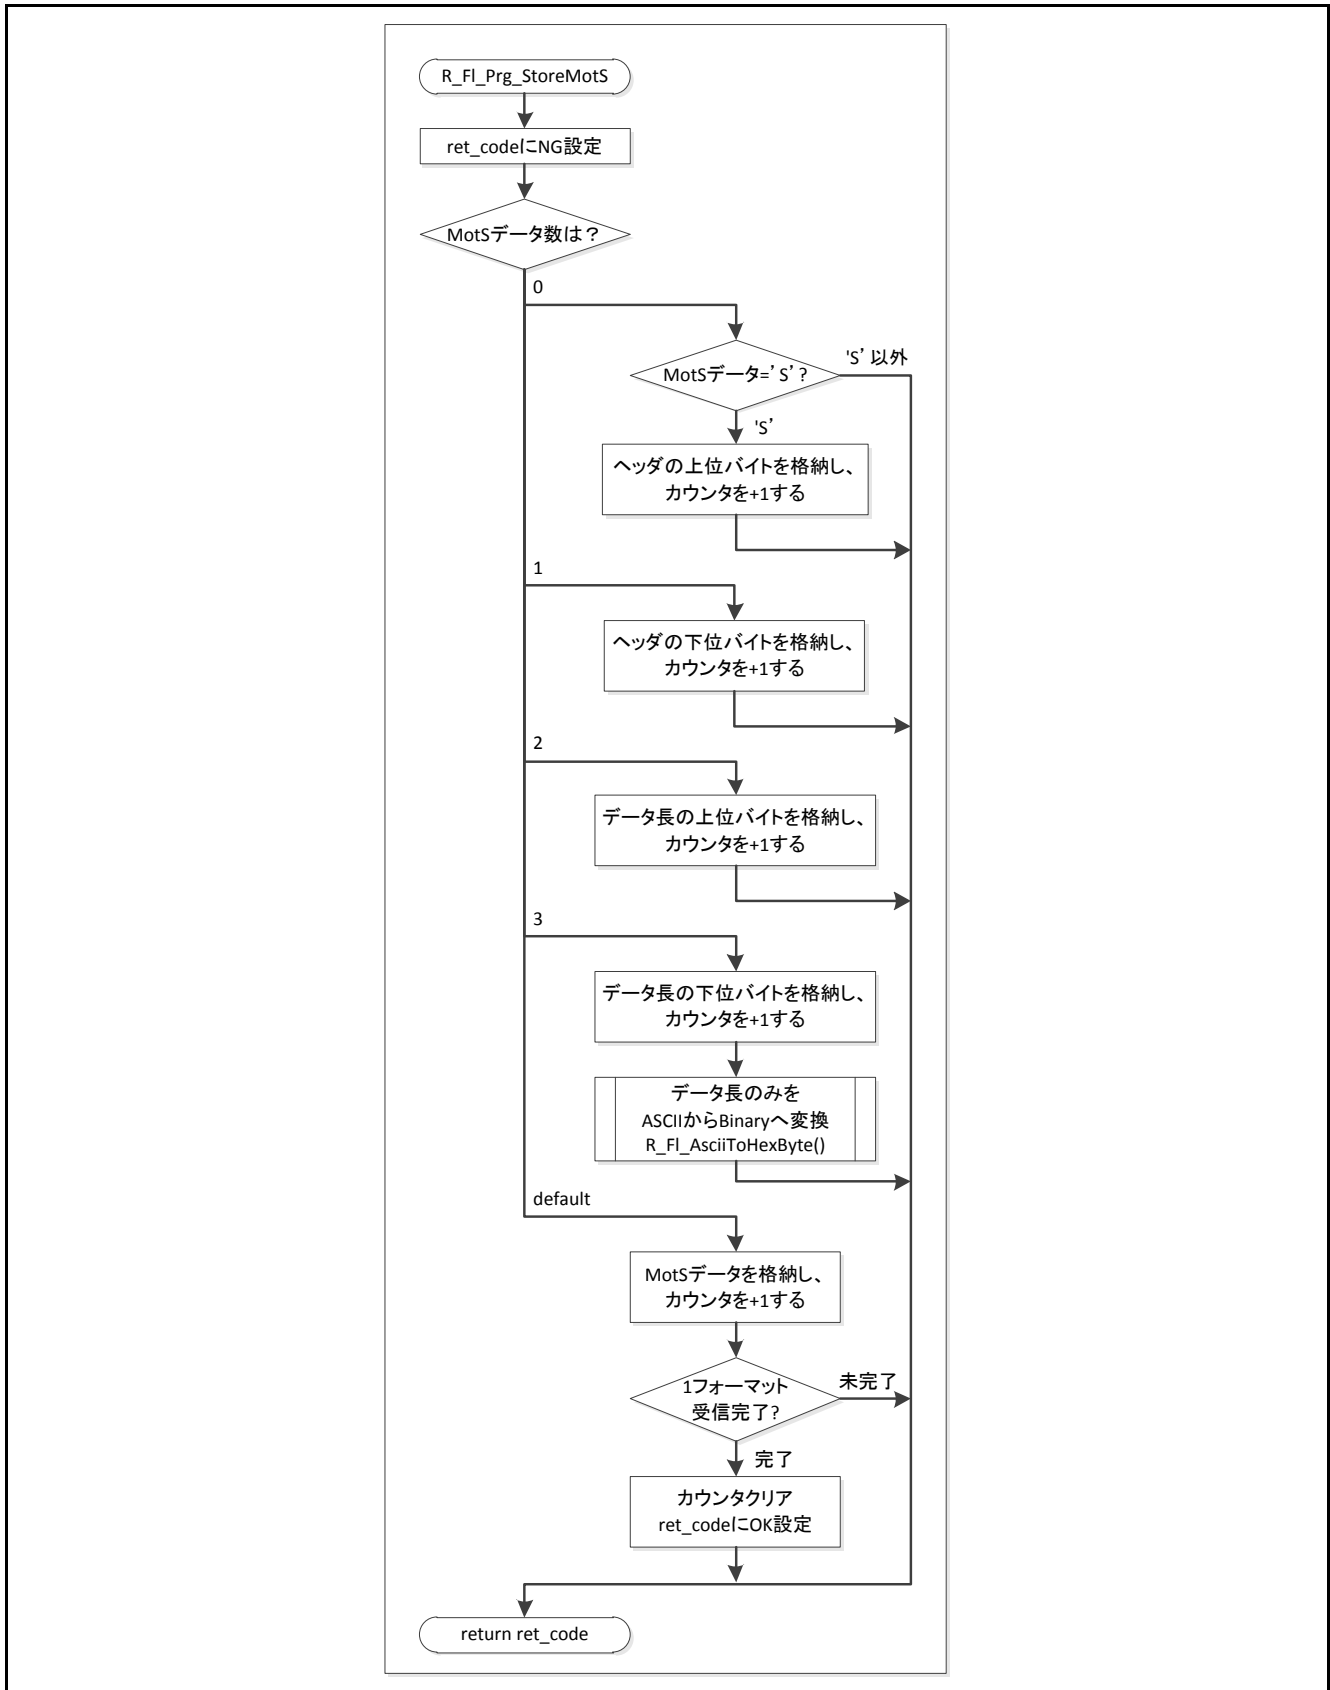 R_Fl_Prg_StoreMotS
ret_codeにNG設定
MotSデータ数は？
0
MotSデータ=’S’?
'S’以外
'S’
ヘッダの上位バイトを格納し、
カウンタを+1する
1
ヘッダの下位バイトを格納し、
カウンタを+1する
2
データ長の上位バイトを格納し、
カウンタを+1する
3
データ長の下位バイトを格納し、
カウンタを+1する
データ長のみを
ASCIIからBinaryへ変換
R_Fl_AsciiToHexByte()
default
MotSデータを格納し、
カウンタを+1する
1フォーマット
受信完了?
未完了
完了
カウンタクリア
ret_codeにOK設定
return ret_code